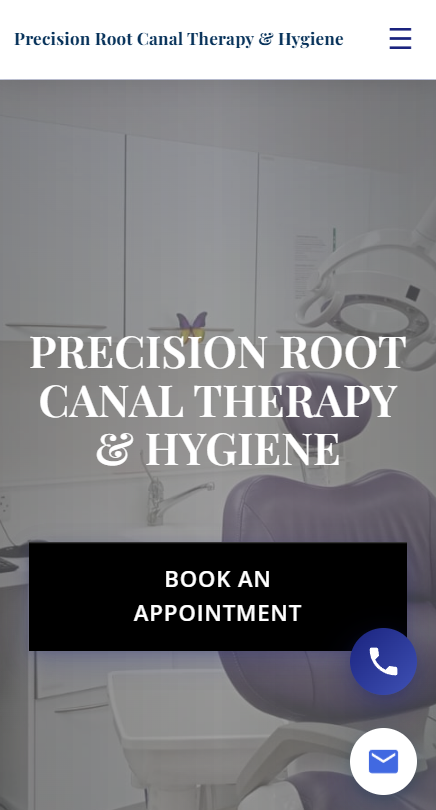 Precision Root Canal Therapy & Hygiene
PRECISION ROOT
CANAL THERAPY
& HYGIENE
BOOK AN
APPOINTMENT